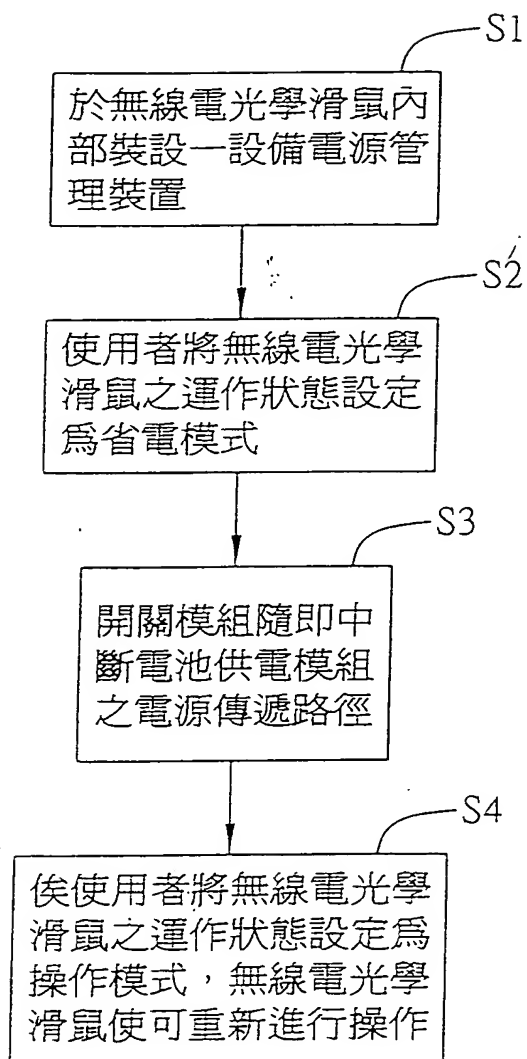 S1
於無線電光學滑鼠內
部裝設一設備電源管
理裝置
S2
使用者將無線電光學
滑鼠之運作狀態設定
為省電模式
S3
開關模組隨即中
斷電池供電模組
之電源傳遞路徑
S4
俟使用者將無線電光學
滑鼠之運作狀態設定為
操作模式，無線電光學
滑鼠使可重新進行操作